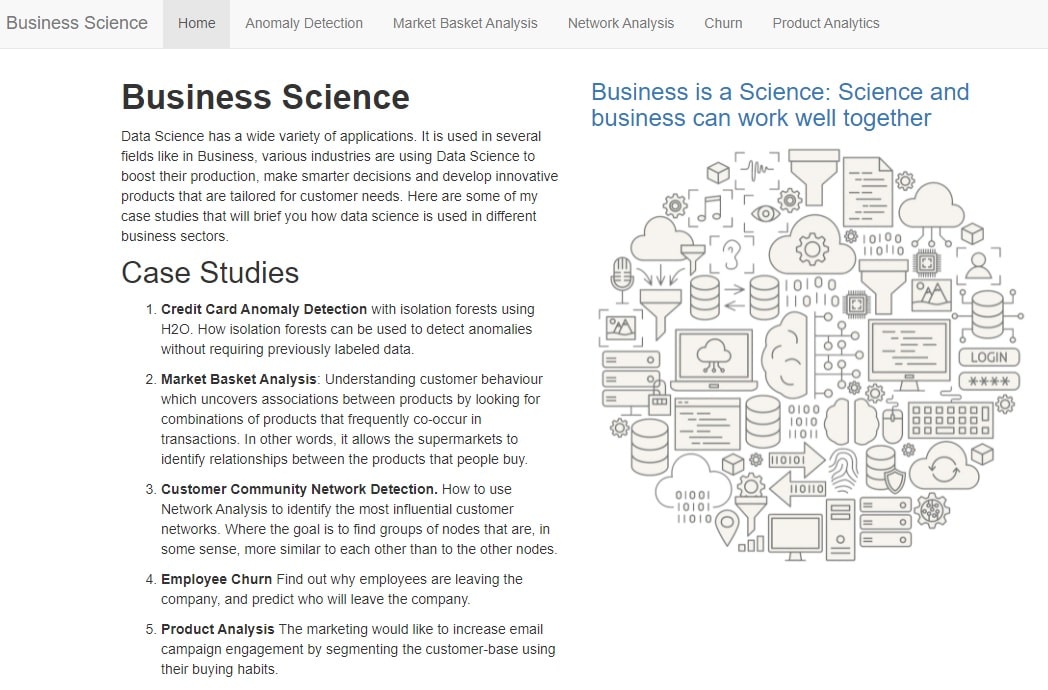 Business Science
Home
Anomaly Detection
Market Basket Analysis
Network Analysis
Churn
Product Analytics
Business Science
Data Science has a wide variety of applications. It is used in several
fields like in Business, various industries are using Data Science to
boost their production, make smarter decisions and develop innovative
products that are tailored for customer needs. Here are some of my
case studies that will brief you how data science is used in different
business sectors.
Case Studies
1. Credit Card Anomaly Detection with isolation forests using
H2O. How isolation forests can be used to detect anomalies
without requiring previously labeled data.
2. Market Basket Analysis: Understanding customer behaviour
which uncovers associations between products by looking for
combinations of products that frequently co-occur in
transactions. In other words, it allows the supermarkets to
identify relationships between the products that people buy.
3. Customer Community Network Detection. How to use
Network Analysis to identify the most influential customer
networks. Where the goal is to find groups of nodes that are, in
some sense, more similar to each other than to the other nodes.
4. Employee Churn Find out why employees are leaving the
company, and predict who will leave the company.
5. Product Analysis The marketing would like to increase email
campaign engagement by segmenting the customer-base using
their buying habits.
Business is a Science: Science and
business can work well together
10100
110110
10100
110110
LOGIN
****
0100
1010
11011
110101
110110
01001
10101
110110